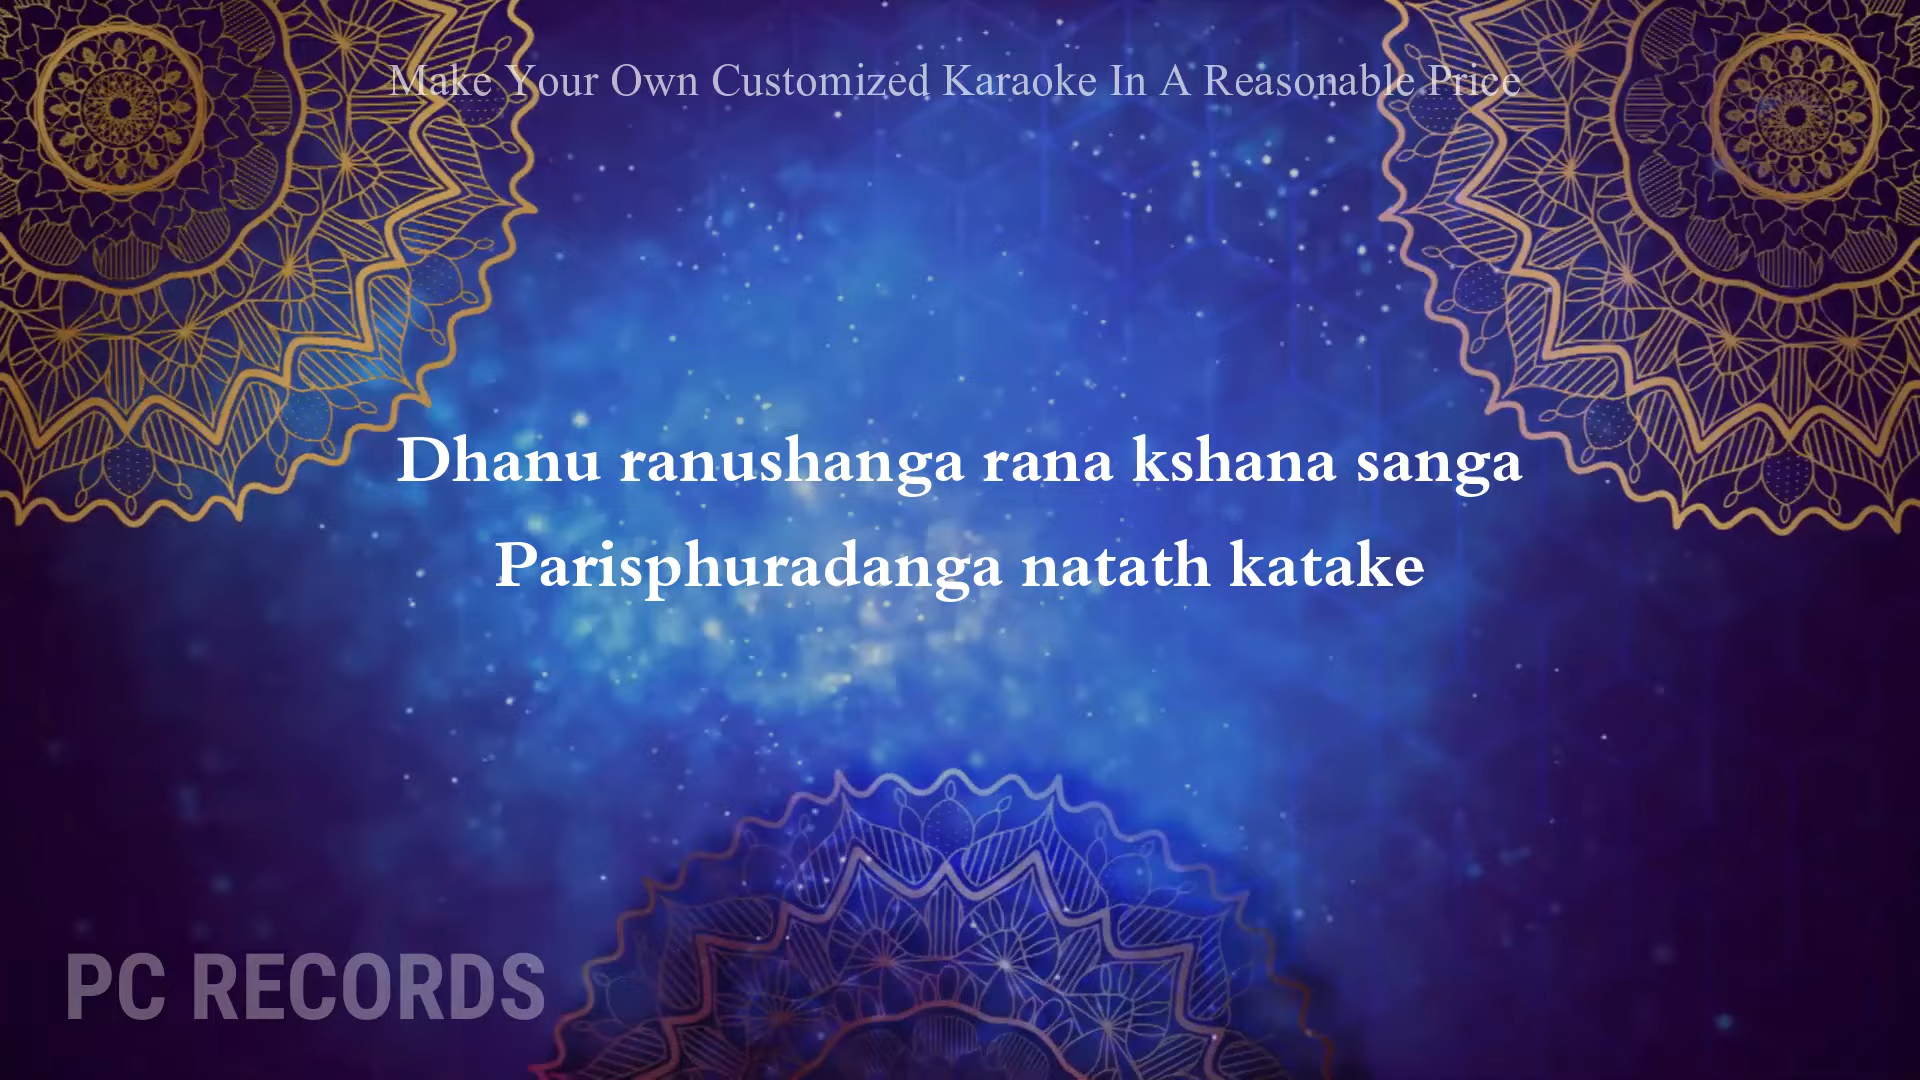 Make Your Own Customized Karaoke In A Reasonable Price
Dhanu ranushanga rana kshana sanga
Parisphuradanga natath katake
PC RECORDS